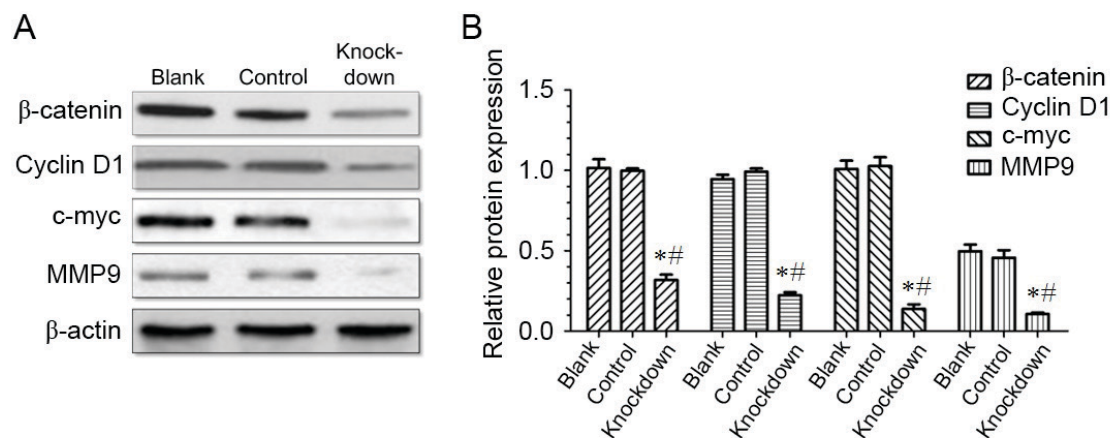 A
Blank Control Knock-
down
β-catenin
Cyclin D1
c-myc
MMP9
β-actin
B
Relative protein expression
1.5
1.0
0.5
0.0
β-catenin
Cyclin D1
c-myc
MMP9
*#
*#
*#
*#
Blank
Control
Knockdown
Blank
Control
Knockdown
Blank
Control
Knockdown
Blank
Control
Knockdown